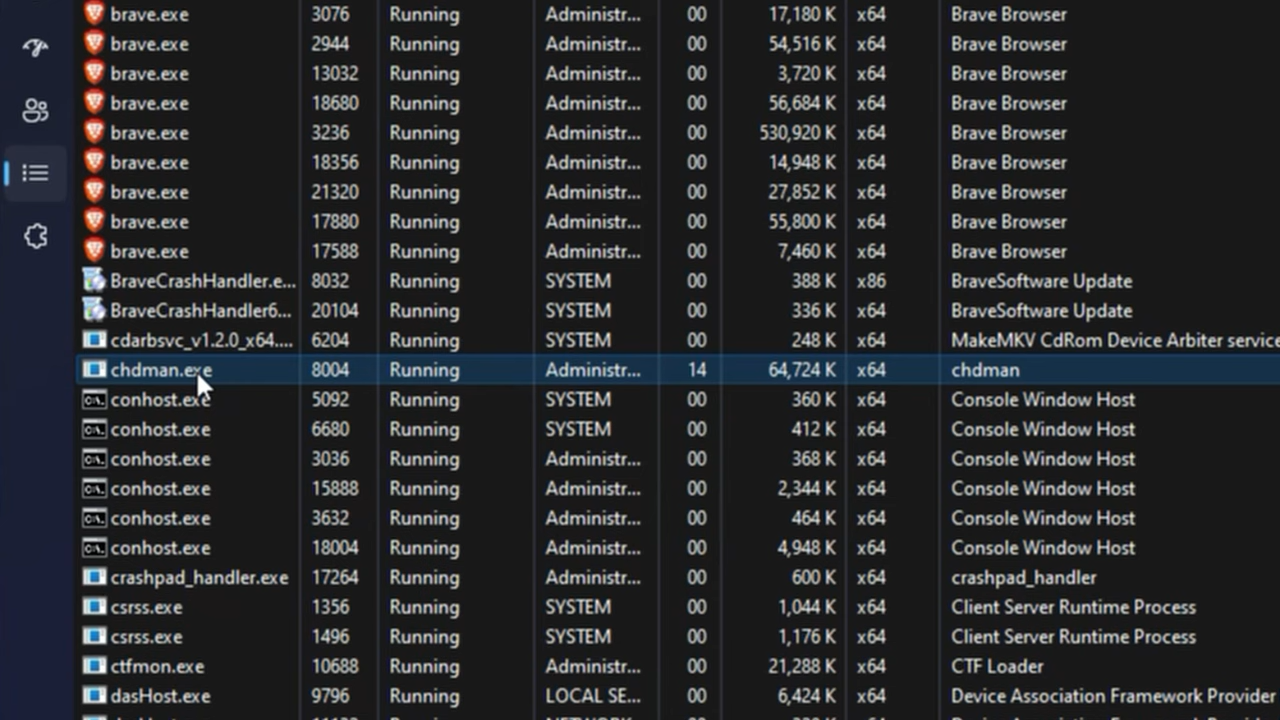 brave.exe 3076 Running Administr... 00 17,180 K x64 Brave Browser
brave.exe 2944 Running Administr... 00 54,516 K x64 Brave Browser
brave.exe 13032 Running Administr... 00 3,720 K x64 Brave Browser
brave.exe 18680 Running Administr... 00 56,684 K x64 Brave Browser
brave.exe 3236 Running Administr... 00 530,920 K x64 Brave Browser
brave.exe 18356 Running Administr... 00 14,948 K x64 Brave Browser
brave.exe 21320 Running Administr... 00 27,852 K x64 Brave Browser
brave.exe 17880 Running Administr... 00 55,800 K x64 Brave Browser
brave.exe 17588 Running Administr... 00 7,460 K x64 Brave Browser
BraveCrashHandler.e... 8032 Running SYSTEM 00 388 K x86 BraveSoftware Update
BraveCrashHandler6... 20104 Running SYSTEM 00 336 K x64 BraveSoftware Update
cdarbsvc_v1.2.0_x64.... 6204 Running SYSTEM 00 248 K x64 MakeMKV CdRom Device Arbiter service
chdman.exe 8004 Running Administr... 14 64,724 K x64 chdman
conhost.exe 5092 Running SYSTEM 00 360 K x64 Console Window Host
conhost.exe 6680 Running SYSTEM 00 412 K x64 Console Window Host
conhost.exe 3036 Running Administr... 00 368 K x64 Console Window Host
conhost.exe 15888 Running Administr... 00 2,344 K x64 Console Window Host
conhost.exe 3632 Running Administr... 00 464 K x64 Console Window Host
conhost.exe 18004 Running Administr... 00 4,948 K x64 Console Window Host
crashpad_handler.exe 17264 Running Administr... 00 600 K x64 crashpad_handler
csrss.exe 1356 Running SYSTEM 00 1,044 K x64 Client Server Runtime Process
csrss.exe 1496 Running SYSTEM 00 1,176 K x64 Client Server Runtime Process
ctfmon.exe 10688 Running Administr... 00 21,288 K x64 CTF Loader
dasHost.exe 9796 Running LOCAL SE... 00 6,424 K x64 Device Association Framework Provider